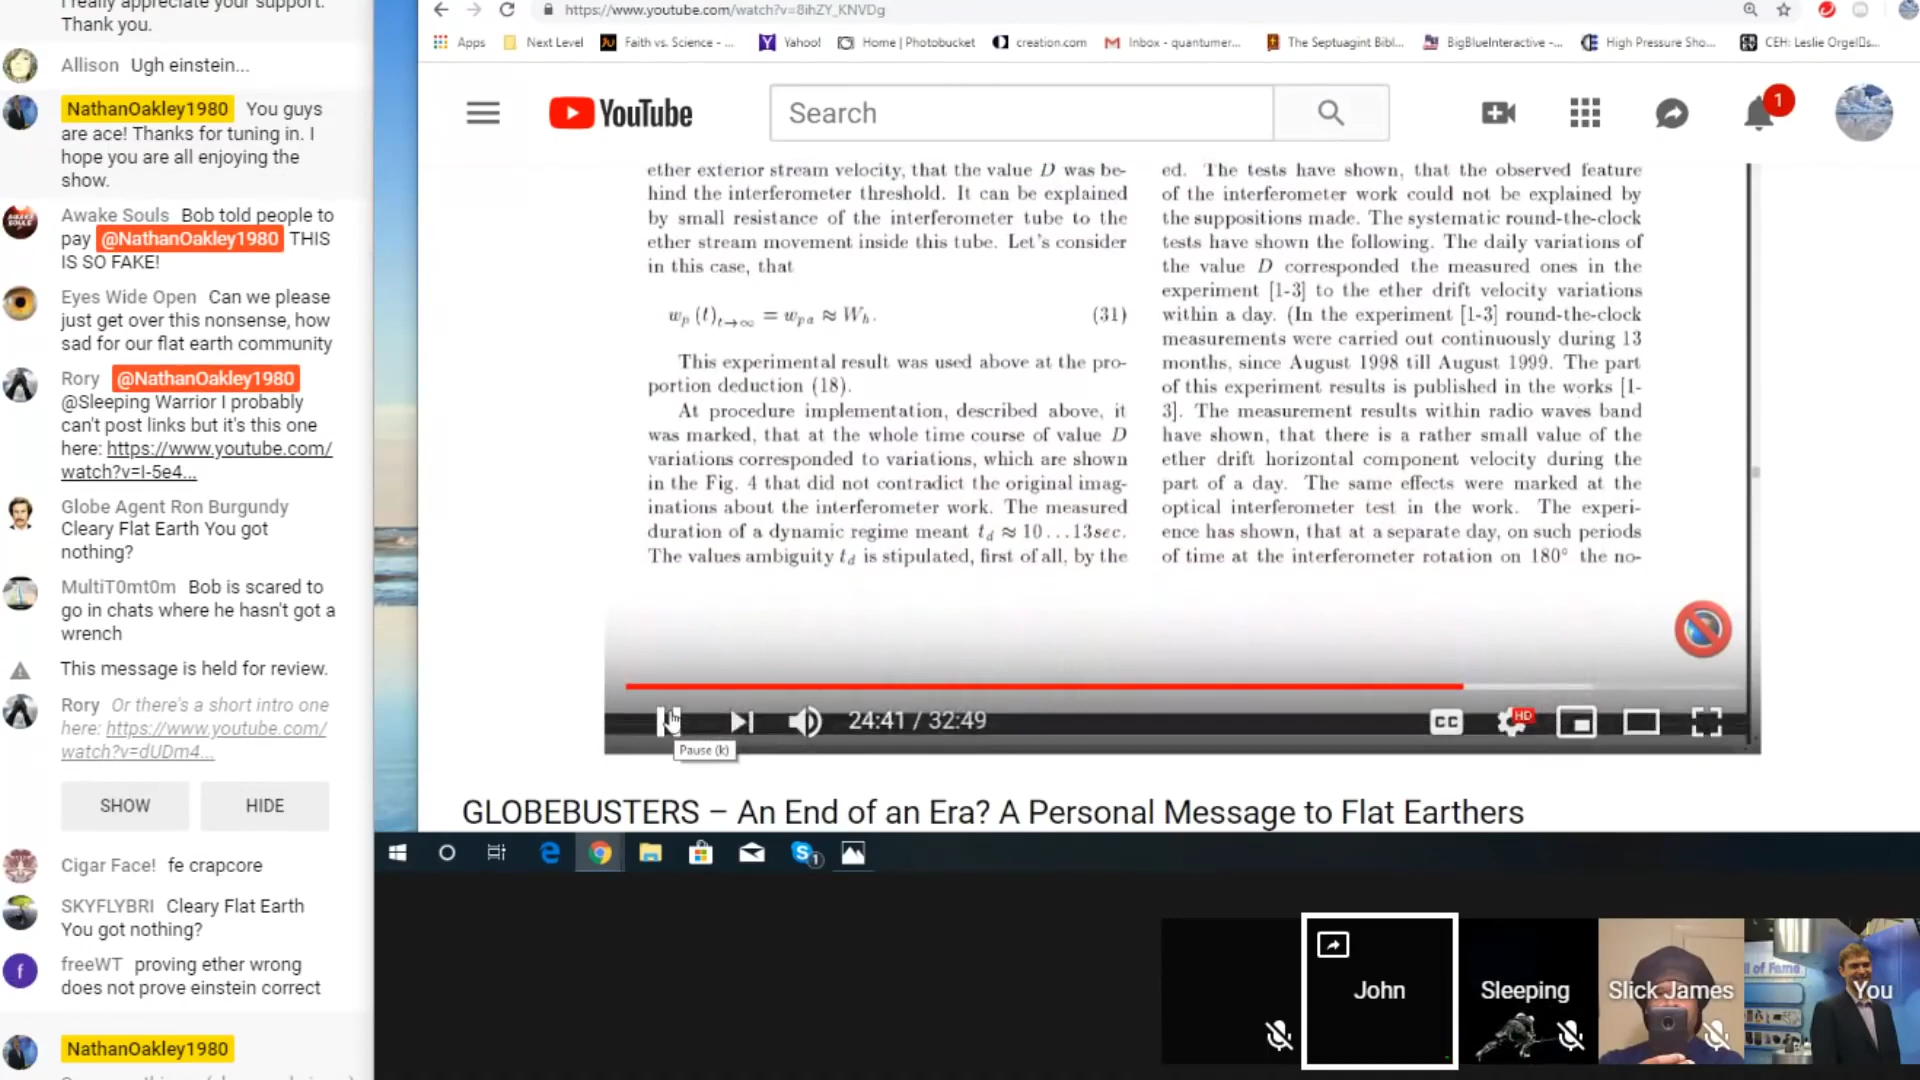 I really appreciate your support.
Thank you.
Allison Ugh einstein...
NathanOakley1980 You guys
are ace! Thanks for tuning in. I
hope you are all enjoying the
show.
Awake Souls Bob told people to
pay @NathanOakley1980 THIS
IS SO FAKE!
Eyes Wide Open Can we please
just get over this nonsense, how
sad for our flat earth community
Rory @NathanOakley1980
@Sleeping Warrior I probably
can't post links but it's this one
here: https://www.youtube.com/
watch?v=I-5e4...
Globe Agent Ron Burgundy
Cleary Flat Earth You got
nothing?
MultiT0mt0m Bob is scared to
go in chats where he hasn't got a
wrench
This message is held for review.
Rory Or there's a short intro one
here: https://www.youtube.com/
watch?v=dUDm4...
SHOW HIDE
Cigar Face! fe crapcore
SKYFLYBRI Cleary Flat Earth
You got nothing?
f freeWT proving ether wrong
does not prove einstein correct
NathanOakley1980
https://www.youtube.com/watch?v=8ihZY_KNVDg
Apps Next Level Faith vs. Science - ... Yahoo! Home | Photobucket creation.com Inbox - quantumer... The Septuagint Bibl... BigBlueInteractive -... High Pressure Sho... CEH: Leslie Orgel's...
YouTube Search 1
ether exterior stream velocity, that the value D was be-
hind the interferometer threshold. It can be explained
by small resistance of the interferometer tube to the
ether stream movement inside this tube. Let's consider
in this case, that
wp (t)t→∞ = wpa ≈ Wh. (31)
This experimental result was used above at the pro-
portion deduction (18).
At procedure implementation, described above, it
was marked, that at the whole time course of value D
variations corresponded to variations, which are shown
in the Fig. 4 that did not contradict the original imag-
inations about the interferometer work. The measured
duration of a dynamic regime meant td ≈ 10...13sec.
The values ambiguity td is stipulated, first of all, by the
ed. The tests have shown, that the observed feature
of the interferometer work could not be explained by
the suppositions made. The systematic round-the-clock
tests have shown the following. The daily variations of
the value D corresponded the measured ones in the
experiment [1-3] to the ether drift velocity variations
within a day. (In the experiment [1-3] round-the-clock
measurements were carried out continuously during 13
months, since August 1998 till August 1999. The part
of this experiment results is published in the works [1-
3]. The measurement results within radio waves band
have shown, that there is a rather small value of the
ether drift horizontal component velocity during the
part of a day. The same effects were marked at the
optical interferometer test in the work. The experi-
ence has shown, that at a separate day, on such periods
of time at the interferometer rotation on 180° the no-
24:41 / 32:49 CC HD
Pause (k)
GLOBEBUSTERS – An End of an Era? A Personal Message to Flat Earthers
1
John
Sleeping
Slick James
You
l of Fame